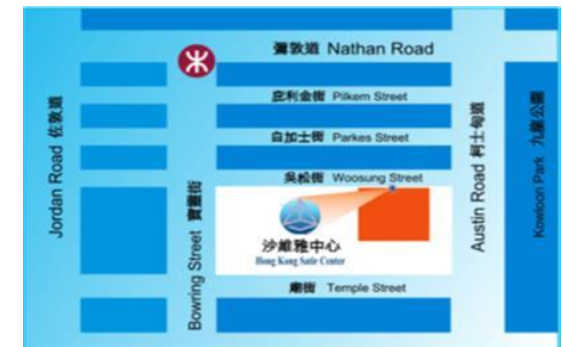 彌敦道 Nathan Road
庇利金街 Pilkem Street
白加士街 Parkes Street
吳松街 Woosung Street
沙維雅中心
Hong Kong Satir Center
廟街 Temple Street
Jordan Road 佐敦道
Bowring Street 寶靈街
Austin Road 柯士甸道
Kowloon Park 九龍公園